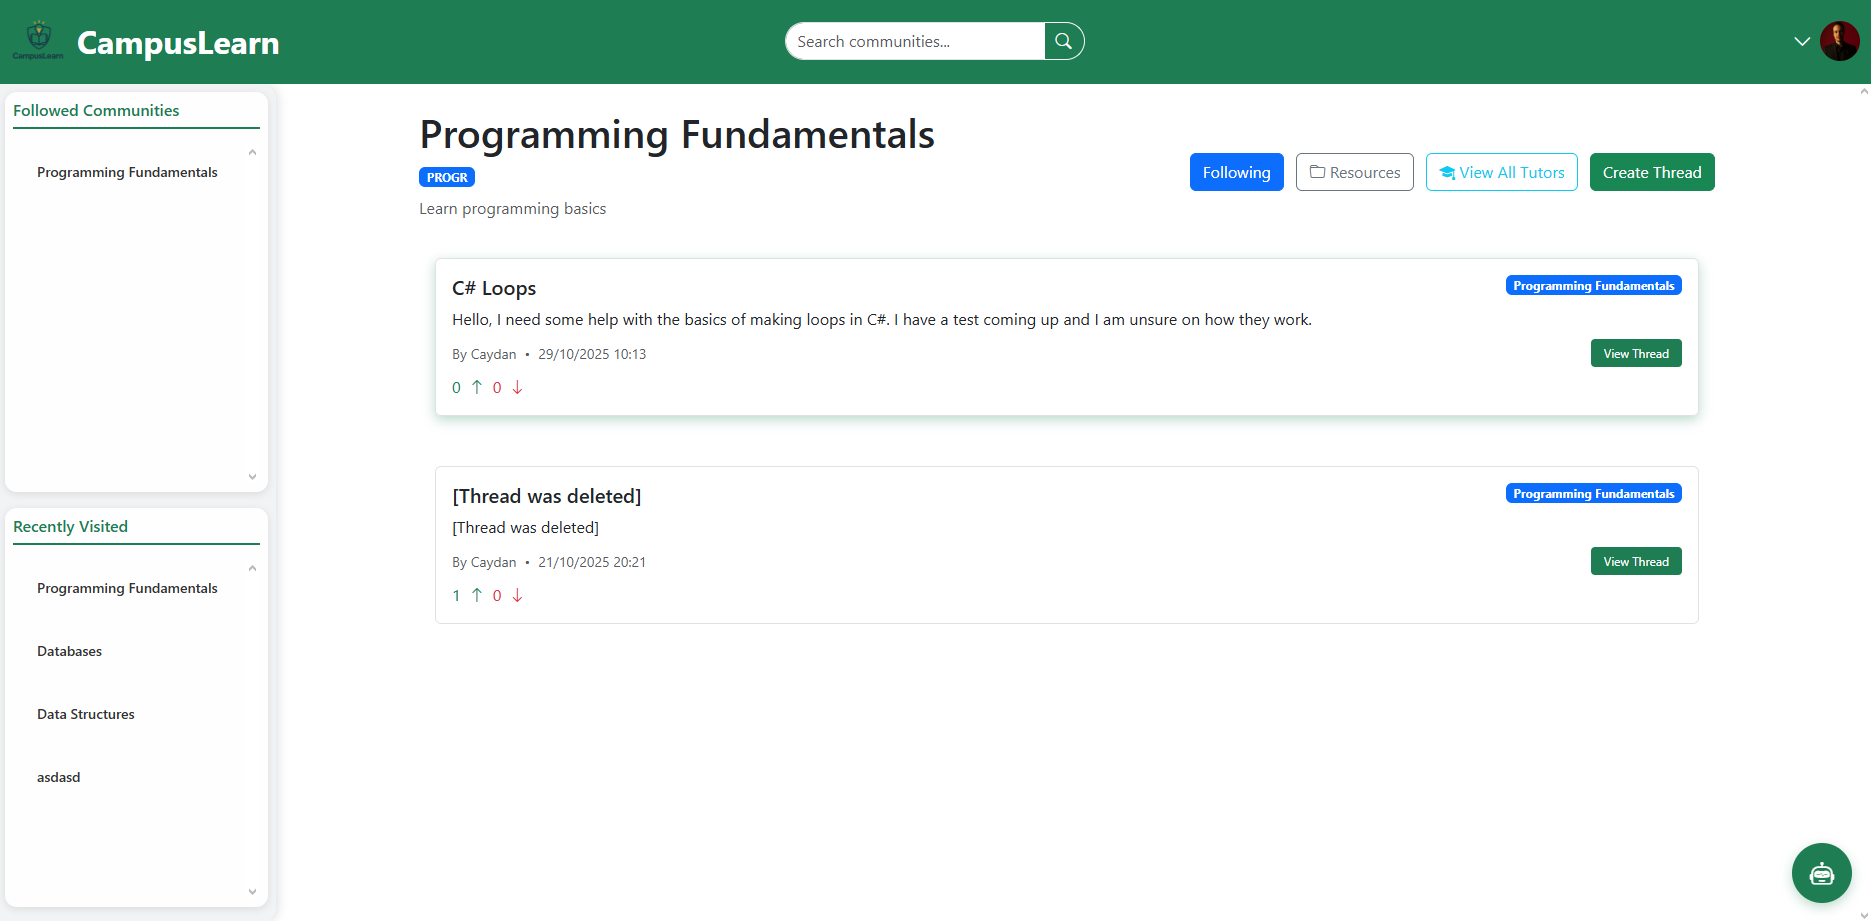 CampusLearn
CampusLearn
Search communities...
Followed Communities
Programming Fundamentals
Recently Visited
Programming Fundamentals
Databases
Data Structures
asdasd
Programming Fundamentals
PROGR
Learn programming basics
Following
Resources
View All Tutors
Create Thread
C# Loops
Programming Fundamentals
Hello, I need some help with the basics of making loops in C#. I have a test coming up and I am unsure on how they work.
By Caydan • 29/10/2025 10:13
View Thread
0 ↑ 0 ↓
[Thread was deleted]
Programming Fundamentals
[Thread was deleted]
By Caydan • 21/10/2025 20:21
View Thread
1 ↑ 0 ↓